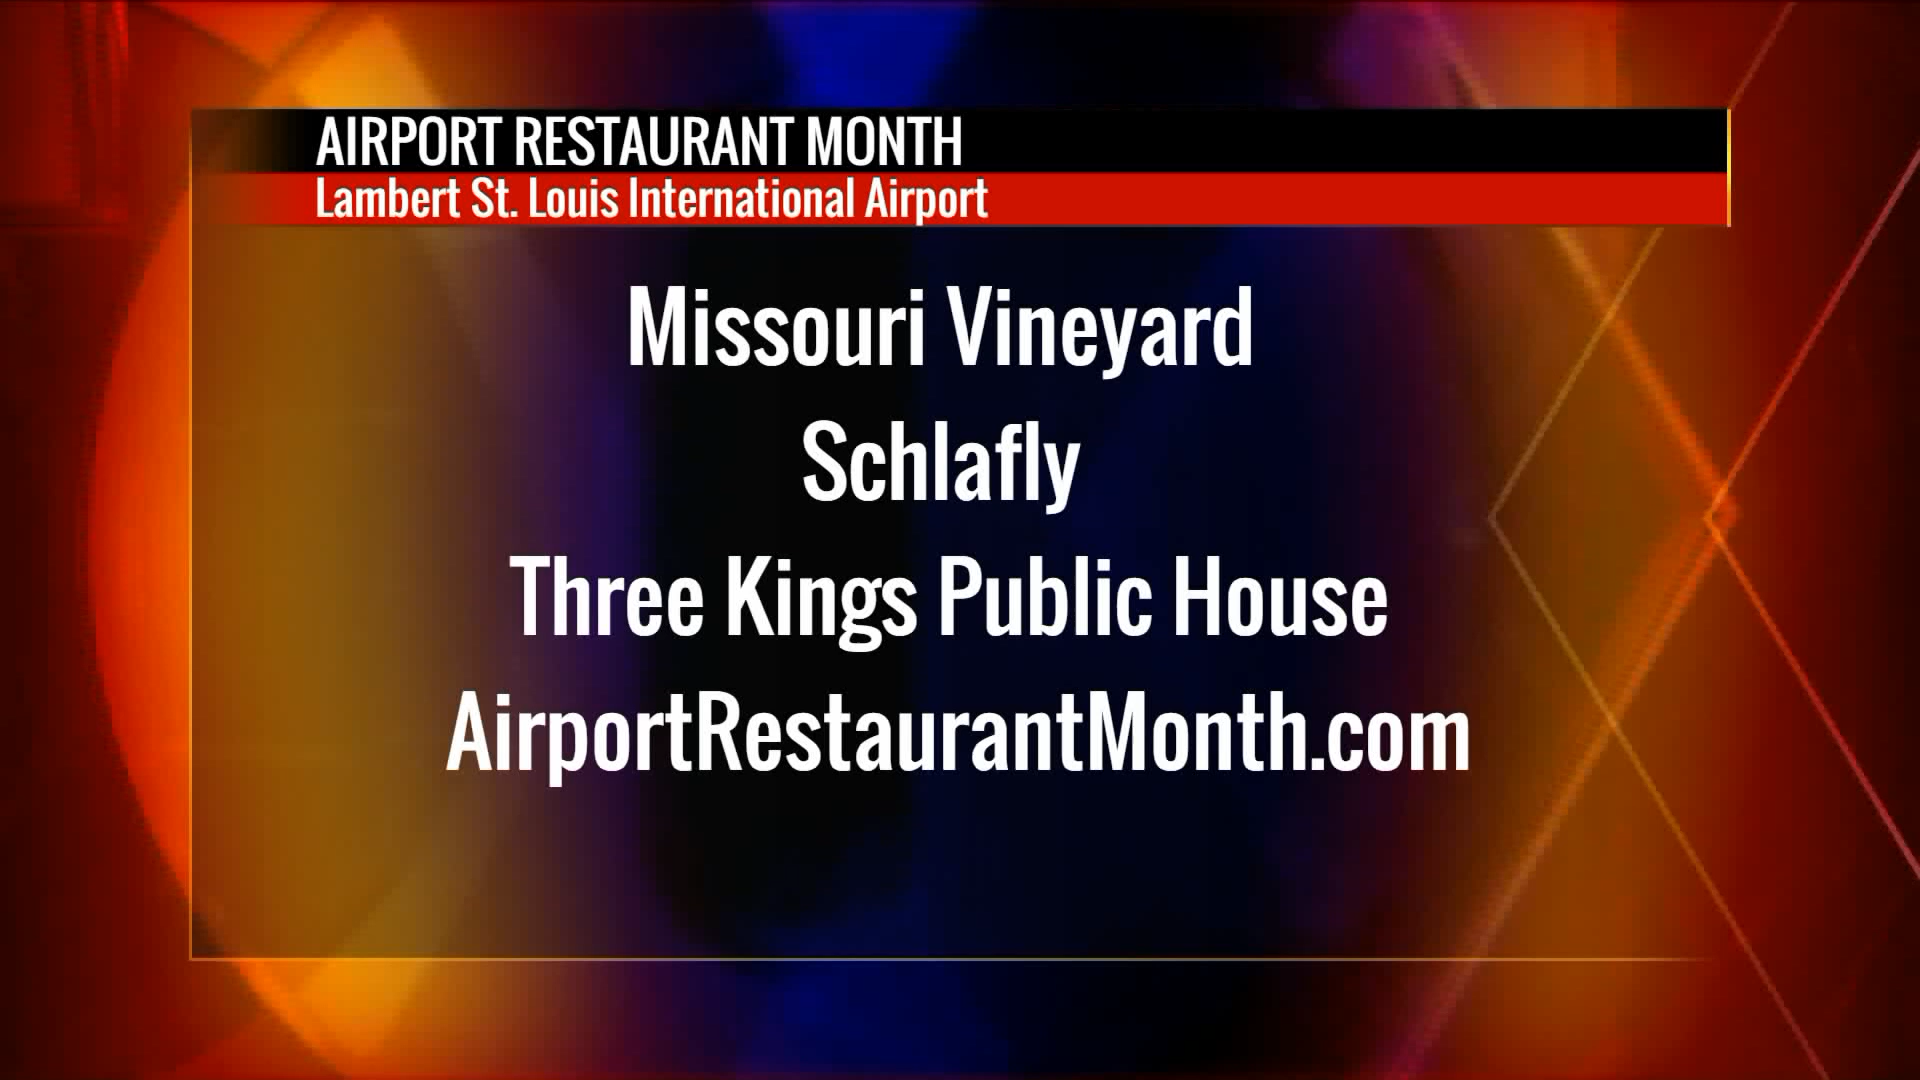 AIRPORT RESTAURANT MONTH
Lambert St. Louis International Airport
Missouri Vineyard
Schlafly
Three Kings Public House
AirportRestaurantMonth.com